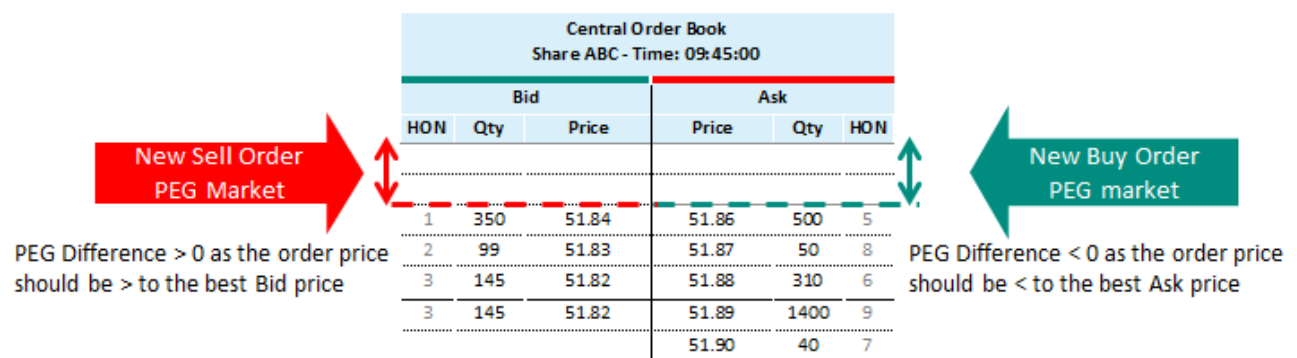 Central Order Book
Share ABC - Time: 09:45:00
Bid Ask
HON Qty Price Price Qty HON
New Sell Order
PEG Market
New Buy Order
PEG market
1 350 51.84 51.86 500 5
2 99 51.83 51.87 50 8
3 145 51.82 51.88 310 6
3 145 51.82 51.89 1400 9
51.90 40 7
PEG Difference > 0 as the order price
should be > to the best Bid price
PEG Difference < 0 as the order price
should be < to the best Ask price